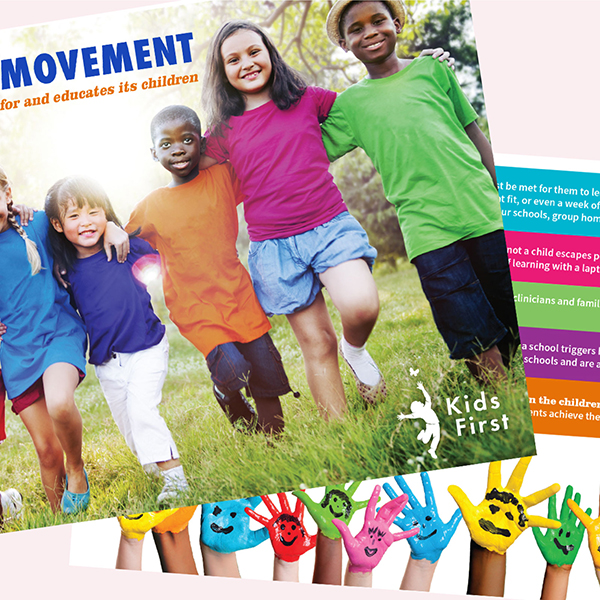 MOVEMENT
for and educates its children
Kids
First
st be met for them to le
t fit, or even a week of
ur schools, group hom
not a child escapes p
f learning with a lapt
clinicians and famil
a school triggers
schools and are a
n the children
ents achieve the